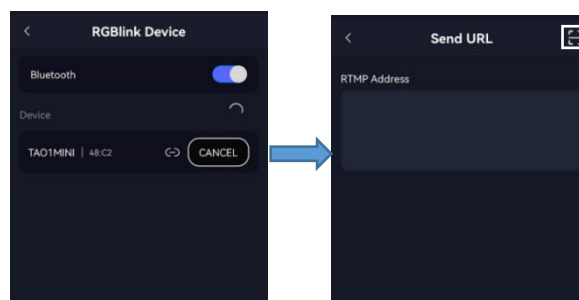 RGBlink Device
Bluetooth
Device
TAO1MINI | 48:C2 CANCEL
Send URL
RTMP Address